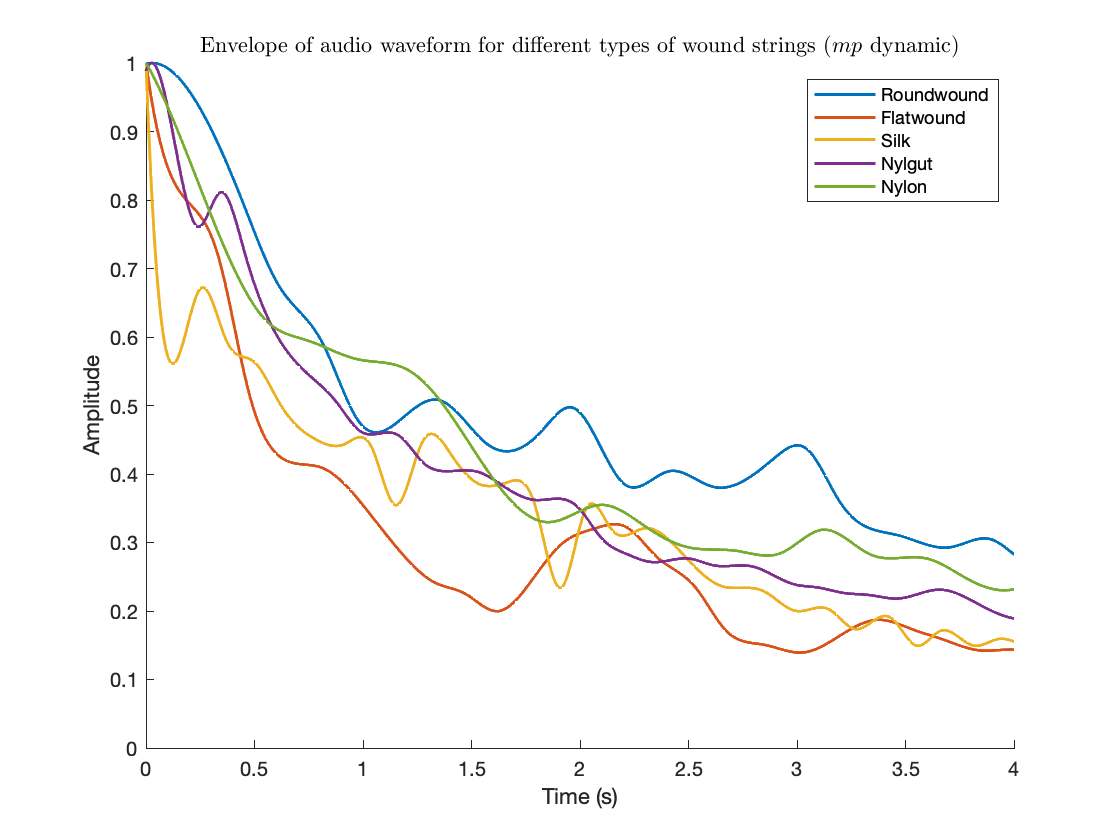 Envelope of audio waveform for different types of wound strings (mp dynamic)
Roundwound
Flatwound
Silk
Nylgut
Nylon
Amplitude
1
0.9
0.8
0.7
0.6
0.5
0.4
0.3
0.2
0.1
0
0 0.5 1 1.5 2 2.5 3 3.5 4
Time (s)